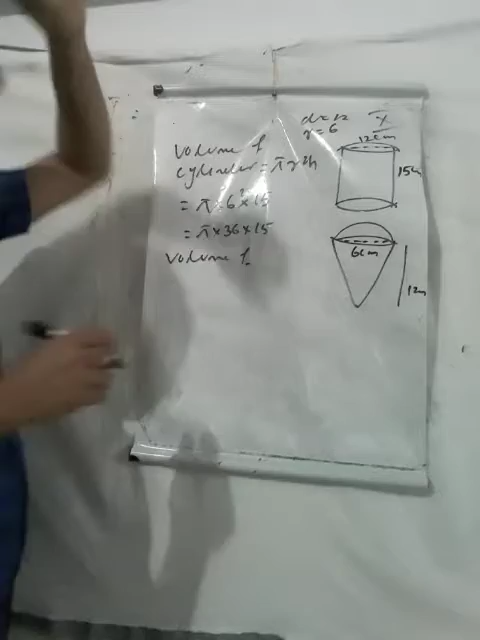 Volume of
cylinder = πr²h
= π×6²×15
= π×36×15
Volume of
d=12
r=6
12cm
15cm
6cm
12cm